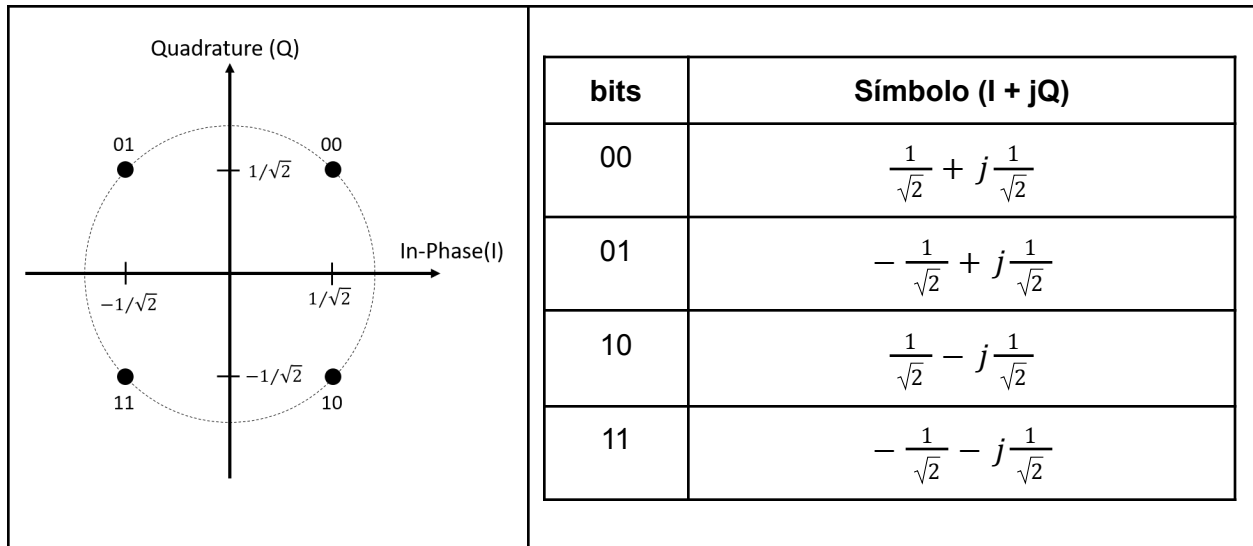 Quadrature (Q)
01
00
1/√2
In-Phase(I)
−1/√2
1/√2
−1/√2
11
10
bits Símbolo (I + jQ)
00 1/√2 + j 1/√2
01 − 1/√2 + j 1/√2
10 1/√2 − j 1/√2
11 − 1/√2 − j 1/√2